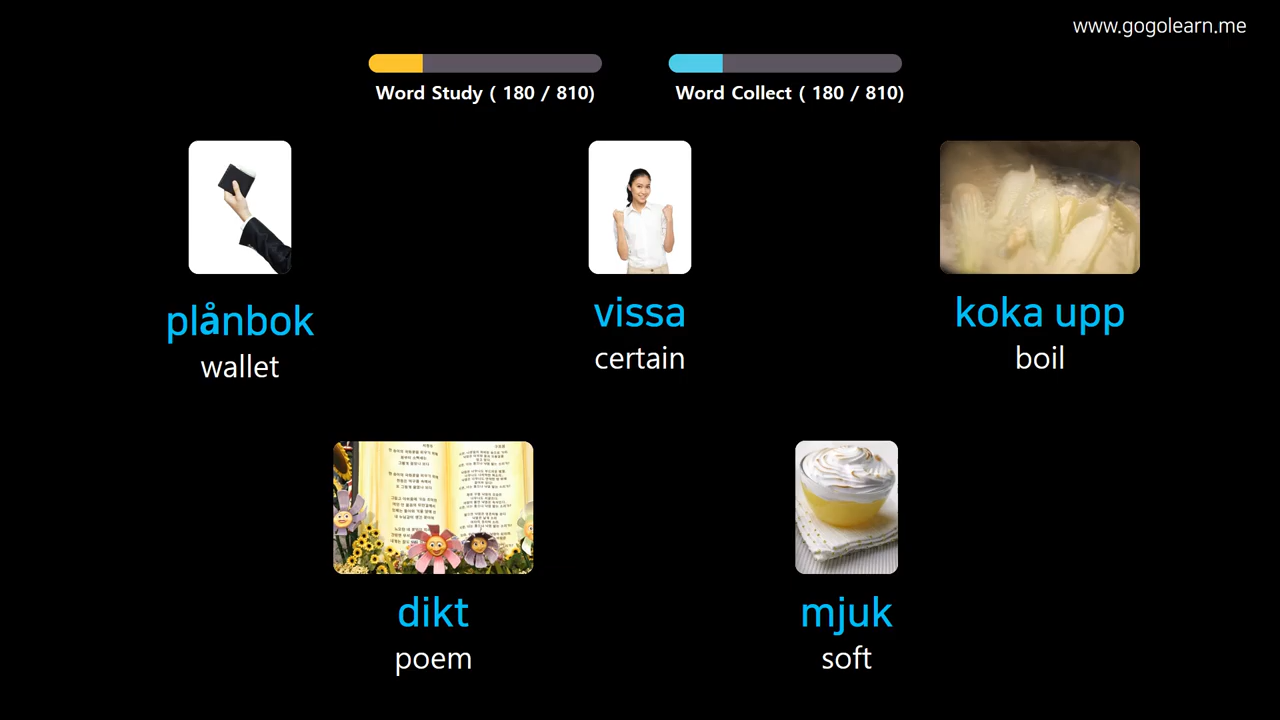 www.gogolearn.me
Word Study ( 180 / 810)
Word Collect ( 180 / 810)
plånbok
wallet
vissa
certain
koka upp
boil
dikt
poem
mjuk
soft